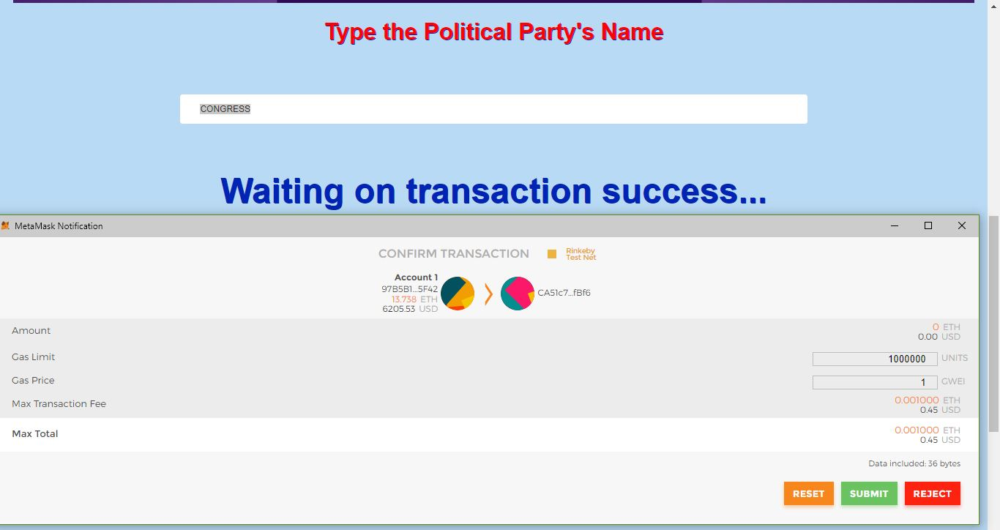 Type the Political Party's Name
CONGRESS
Waiting on transaction success...
MetaMask Notification
CONFIRM TRANSACTION
Rinkeby
Test Net
Account 1
97B5B1...5F42
13.738 ETH
6205.53 USD
CA51c7...fBf6
Amount
0 ETH
0.00 USD
Gas Limit
1000000 UNITS
Gas Price
1 GWEI
Max Transaction Fee
0.001000 ETH
0.45 USD
Max Total
0.001000 ETH
0.45 USD
Data included: 36 bytes
RESET SUBMIT REJECT